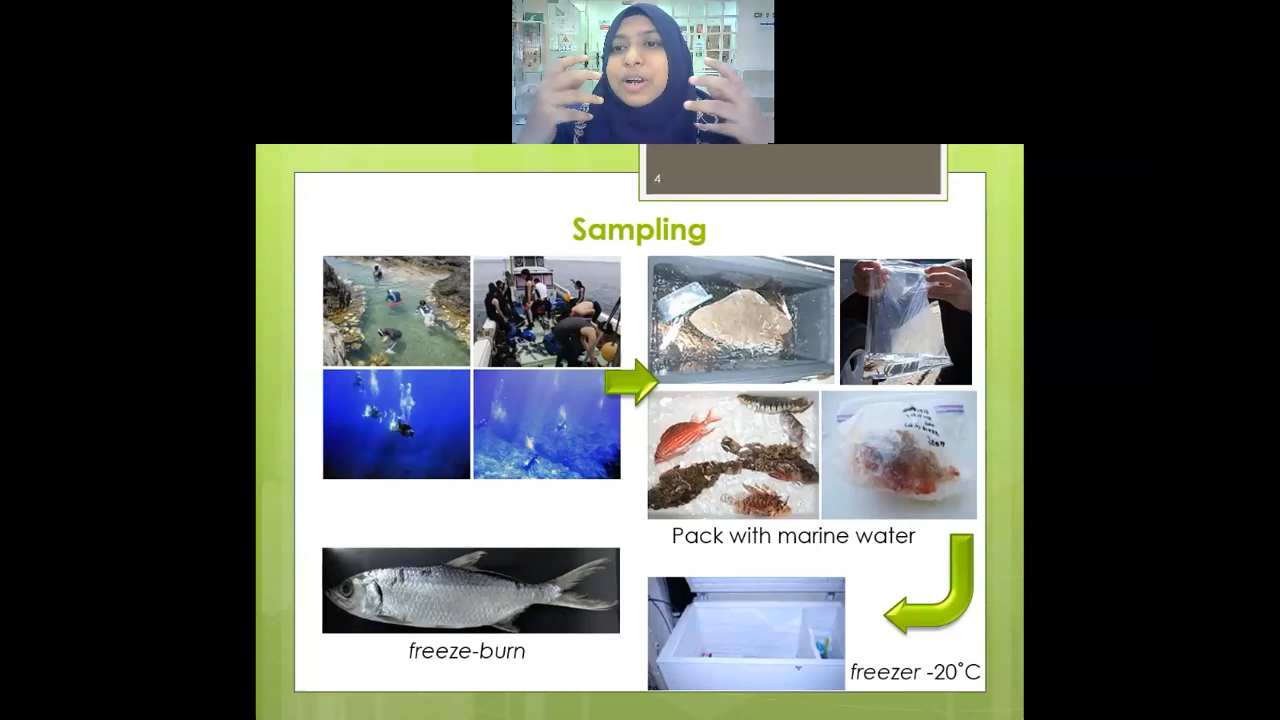 4
Sampling
Pack with marine water
freeze-burn
freezer -20˚C